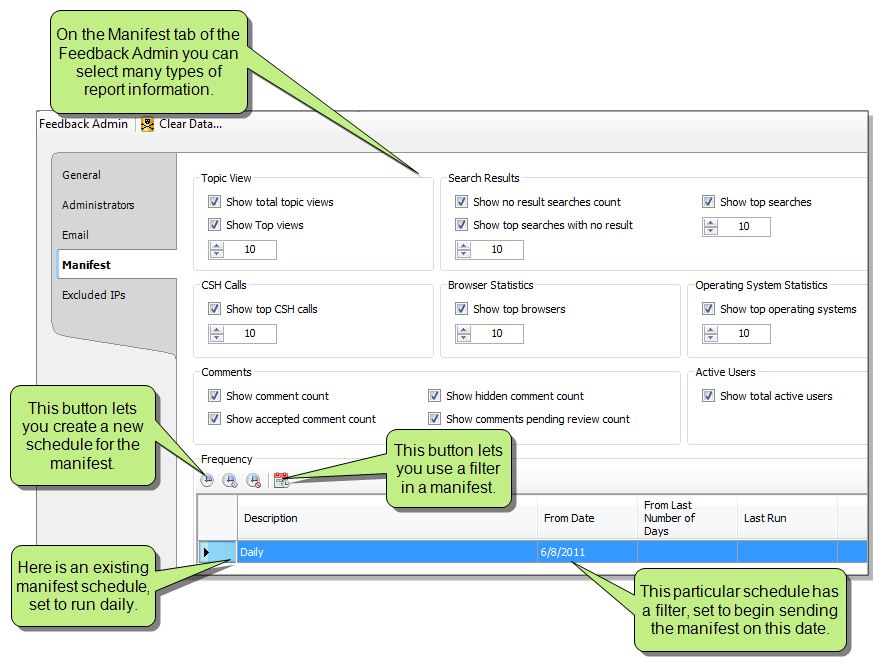 On the Manifest tab of the
Feedback Admin you can
select many types of
report information.
Feedback Admin
Clear Data...
General
Administrators
Email
Manifest
Excluded IPs
Topic View
Show total topic views
Show Top views
10
Search Results
Show no result searches count
Show top searches with no result
10
Show top searches
10
CSH Calls
Show top CSH calls
10
Browser Statistics
Show top browsers
10
Operating System Statistics
Show top operating systems
10
Comments
Show comment count
Show accepted comment count
Show hidden comment count
Show comments pending review count
Active Users
Show total active users
This button lets
you create a new
schedule for the
manifest.
Frequency
This button lets
you use a filter
in a manifest.
Description
From Date
From Last
Number of
Days
Last Run
Daily
6/8/2011
Here is an existing
manifest schedule,
set to run daily.
This particular schedule has
a filter, set to begin sending
the manifest on this date.